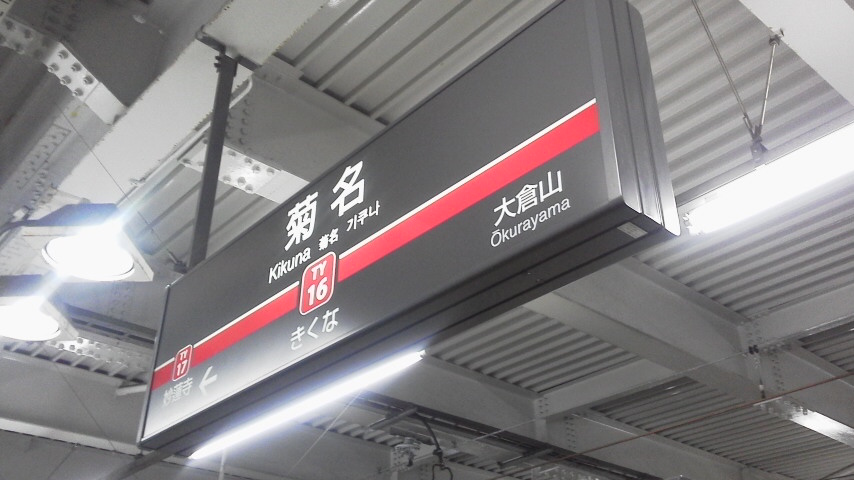 菊名
Kikuna 菊名 기쿠나
TY
16
きくな
大倉山
Ōkurayama
TY
17
妙蓮寺 ←